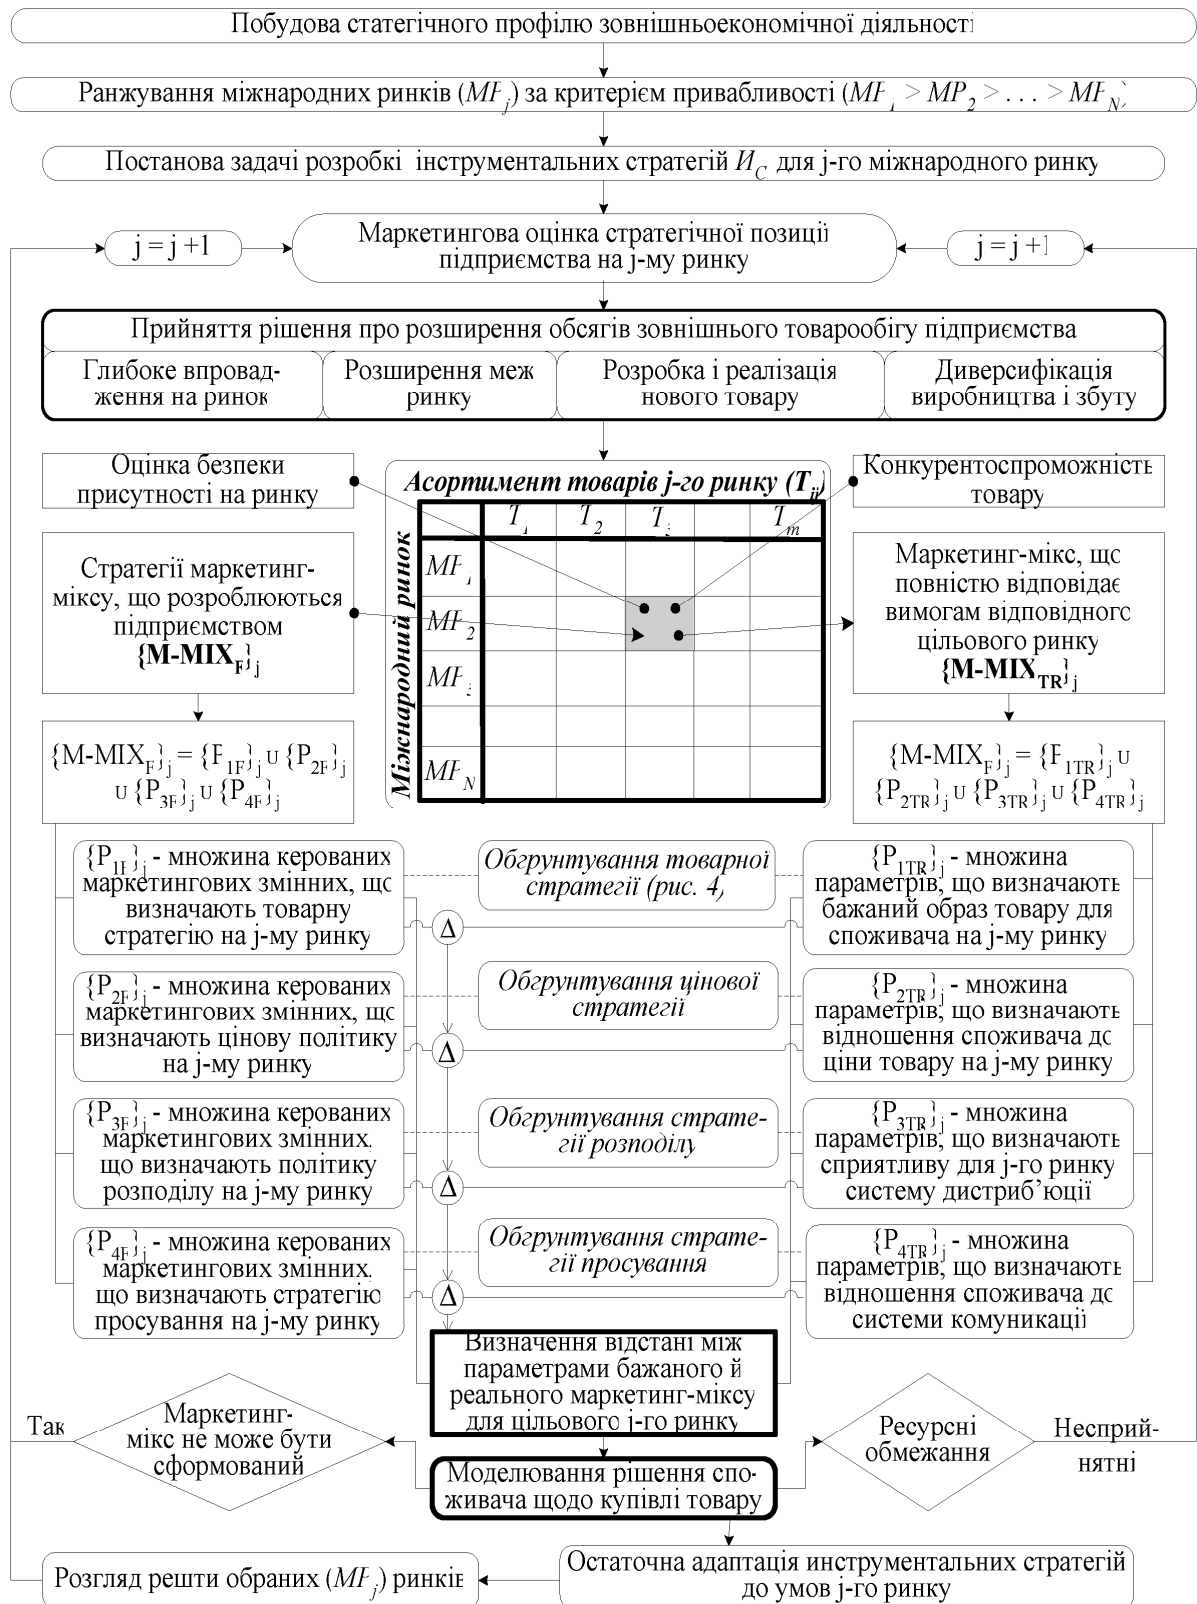 Побудова статегічного профілю зовнішньоекономічної діяльності
Ранжування міжнародних ринків (MP_j) за критерієм привабливості (MP_1 > MP_2 > . . . > MP_N)
Постанова задачі розробкі інструментальних стратегій И_С для j-го міжнародного ринку
j = j +1
Маркетингова оцінка стратегічної позиції
підприємства на j-му ринку
j = j +1
Прийняття рішення про розширення обсягів зовнішнього товарообігу підприємства
Глибоке впровад-
ження на ринок
Розширення меж
ринку
Розробка і реалізація
нового товару
Диверсифікація
виробництва і збуту
Оцінка безпеки
присутності на ринку
Асортимент товарів j-го ринку (T_ij)
Конкурентоспроможність
товару
Міжнародний ринок
T_1 T_2 T_3 T_m
MP_1
MP_2
MP_3
MP_N
Стратегії маркетинг-
міксу, що розроблюються
підприємством
{M-MIX_F}_j
Маркетинг-мікс, що
повністю відповідає
вимогам відповідного
цільового ринку
{M-MIX_TR}_j
{M-MIX_F}_j = {P_1F}_j ∪ {P_2F}_j
∪ {P_3F}_j ∪ {P_4F}_j
{M-MIX_F}_j = {P_1TR}_j ∪
{P_2TR}_j ∪ {P_3TR}_j ∪ {P_4TR}_j
{P_1F}_j - множина керованих
маркетингових змінних, що
визначають товарну
стратегію на j-му ринку
Обгрунтування товарної
стратегії (рис. 4)
{P_1TR}_j - множина
параметрів, що визначають
бажаний образ товару для
споживача на j-му ринку
Δ
{P_2F}_j - множина керованих
маркетингових змінних, що
визначають цінову політику
на j-му ринку
Обгрунтування цінової
стратегії
{P_2TR}_j - множина
параметрів, що визначають
відношення споживача до
ціни товару на j-му ринку
Δ
{P_3F}_j - множина керованих
маркетингових змінних,
що визначають політику
розподілу на j-му ринку
Обгрунтування страте-
гії розподілу
{P_3TR}_j - множина
параметрів, що визначають
сприятливу для j-го ринку
систему дистриб’юції
Δ
{P_4F}_j - множина керованих
маркетингових змінних,
що визначають стратегію
просування на j-му ринку
Обгрунтування страте-
гії просування
{P_4TR}_j - множина
параметрів, що визначають
відношення споживача до
системи комуникації
Δ
Визначення відстані між
параметрами бажаного й
реального маркетинг-міксу
для цільового j-го ринку
Так
Маркетинг-
мікс не може бути
сформований
Ресурсні
обмежання
Несприй-
нятні
Моделювання рішення спо-
живача щодо купівлі товару
Розгляд решти обраних (MP_j) ринків
Остаточна адаптація инструментальних стратегій
до умов j-го ринку